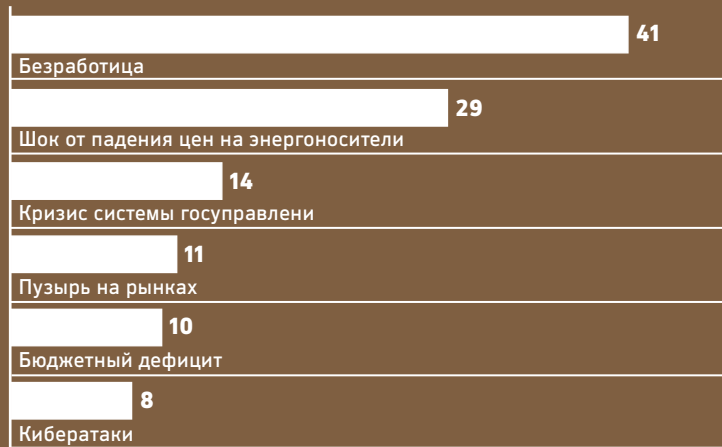 41
Безработица
29
Шок от падения цен на энергоносители
14
Кризис системы госуправлени
11
Пузырь на рынках
10
Бюджетный дефицит
8
Кибератаки